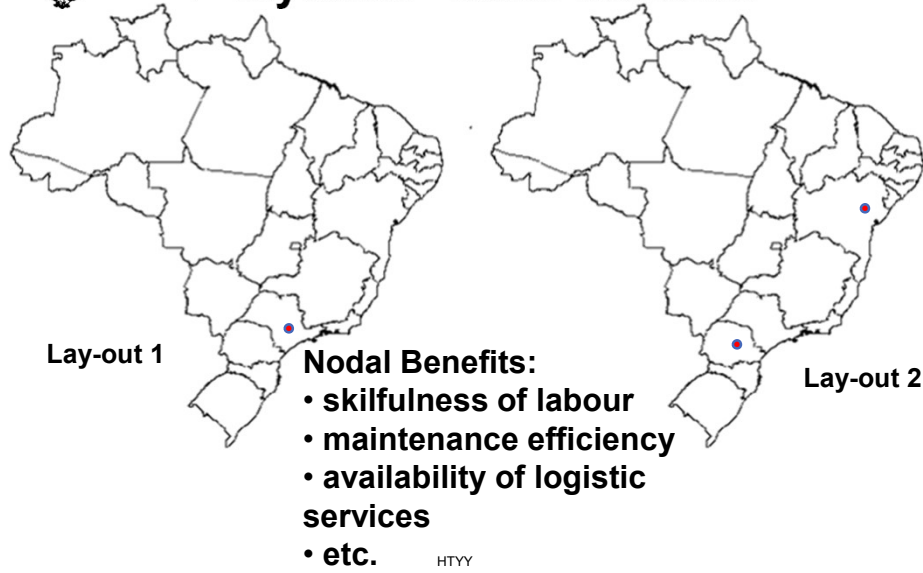 Lay-out 1
Nodal Benefits:
• skilfulness of labour
• maintenance efficiency
• availability of logistic
services
• etc.
Lay-out 2
HTYY